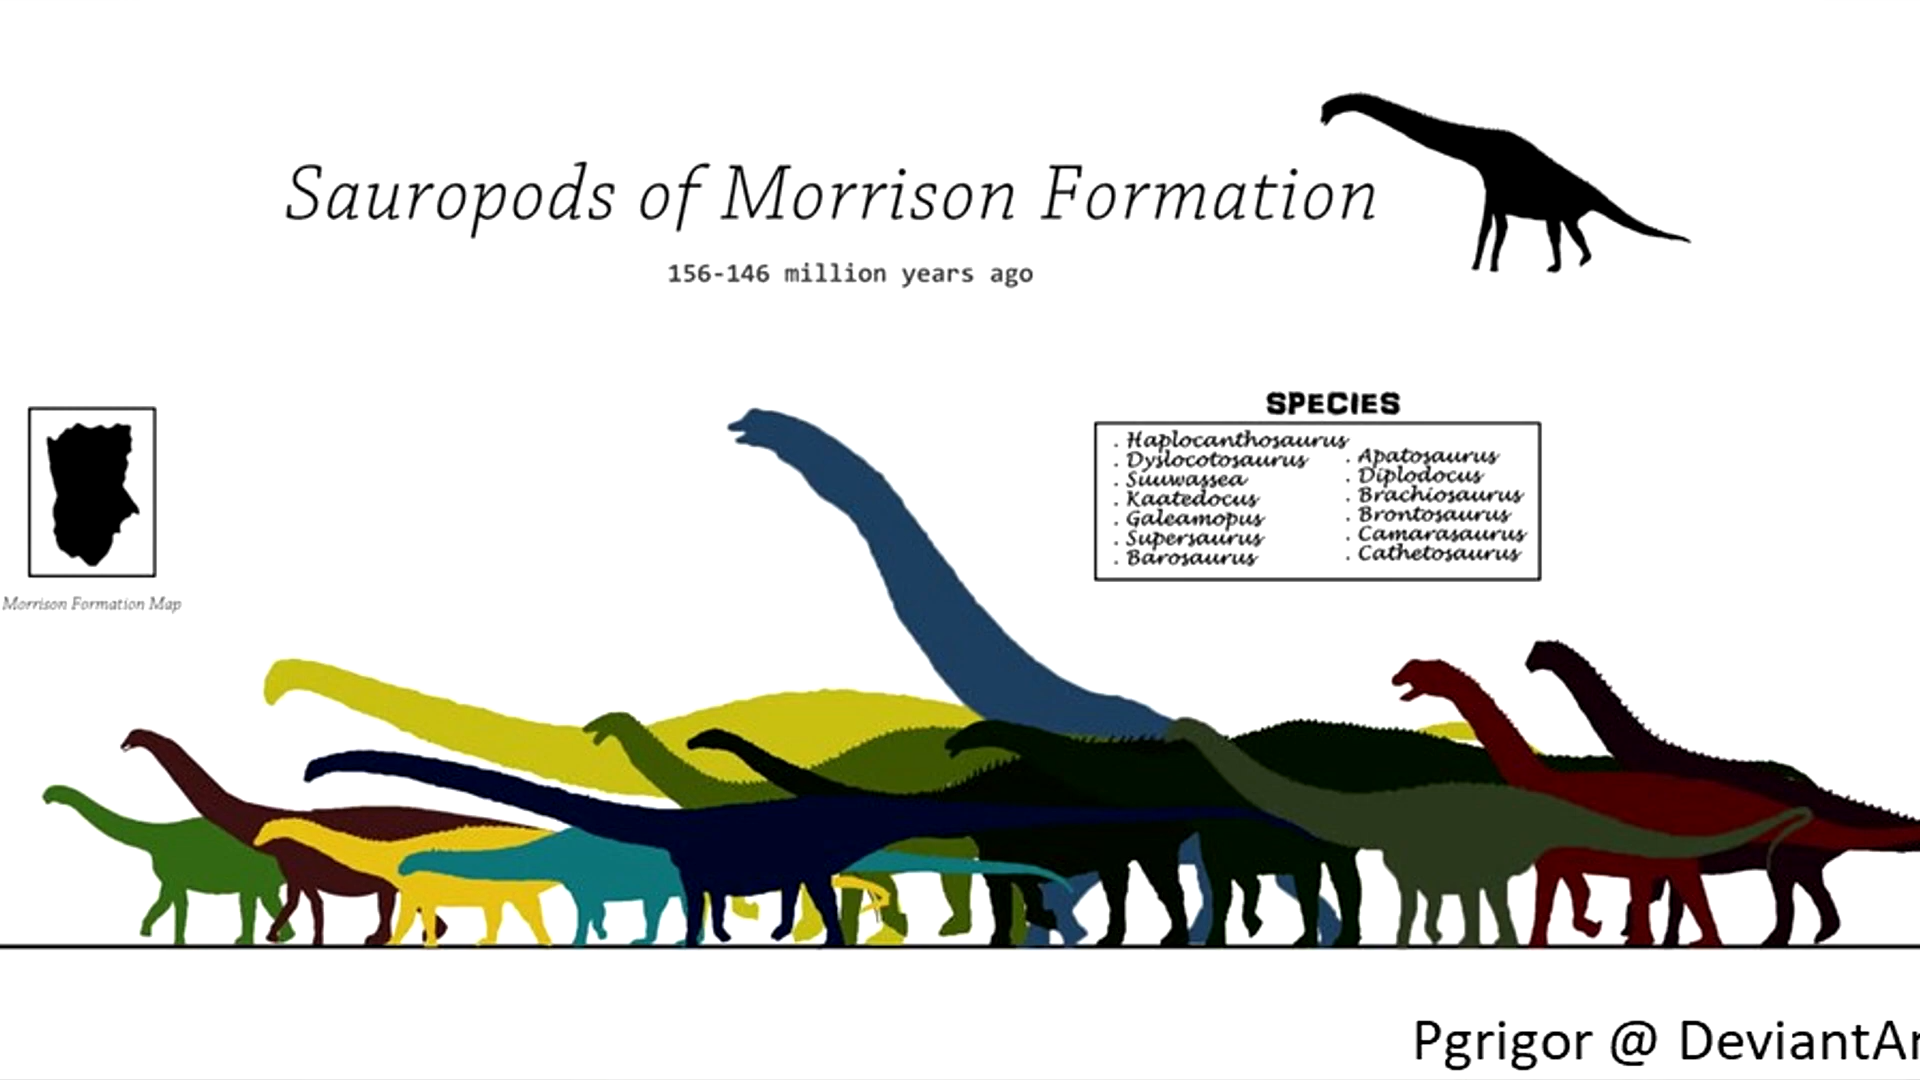 Sauropods of Morrison Formation
156-146 million years ago
SPECIES
. Haplocanthosaurus
. Dyslocotosaurus
. Suuwassea
. Kaatedocus
. Galeamopus
. Supersaurus
. Barosaurus
. Apatosaurus
. Diplodocus
. Brachiosaurus
. Brontosaurus
. Camarasaurus
. Cathetosaurus
Morrison Formation Map
Pgrigor @ DeviantAr